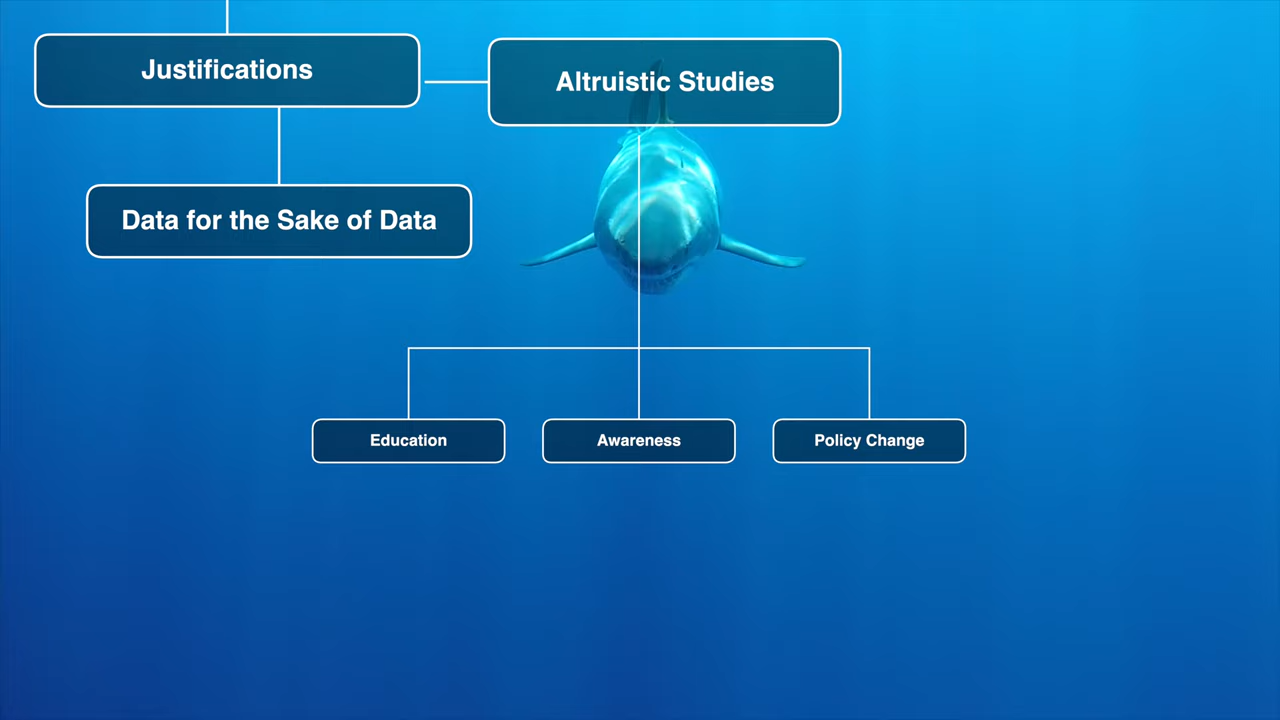 Justifications
Altruistic Studies
Data for the Sake of Data
Education
Awareness
Policy Change